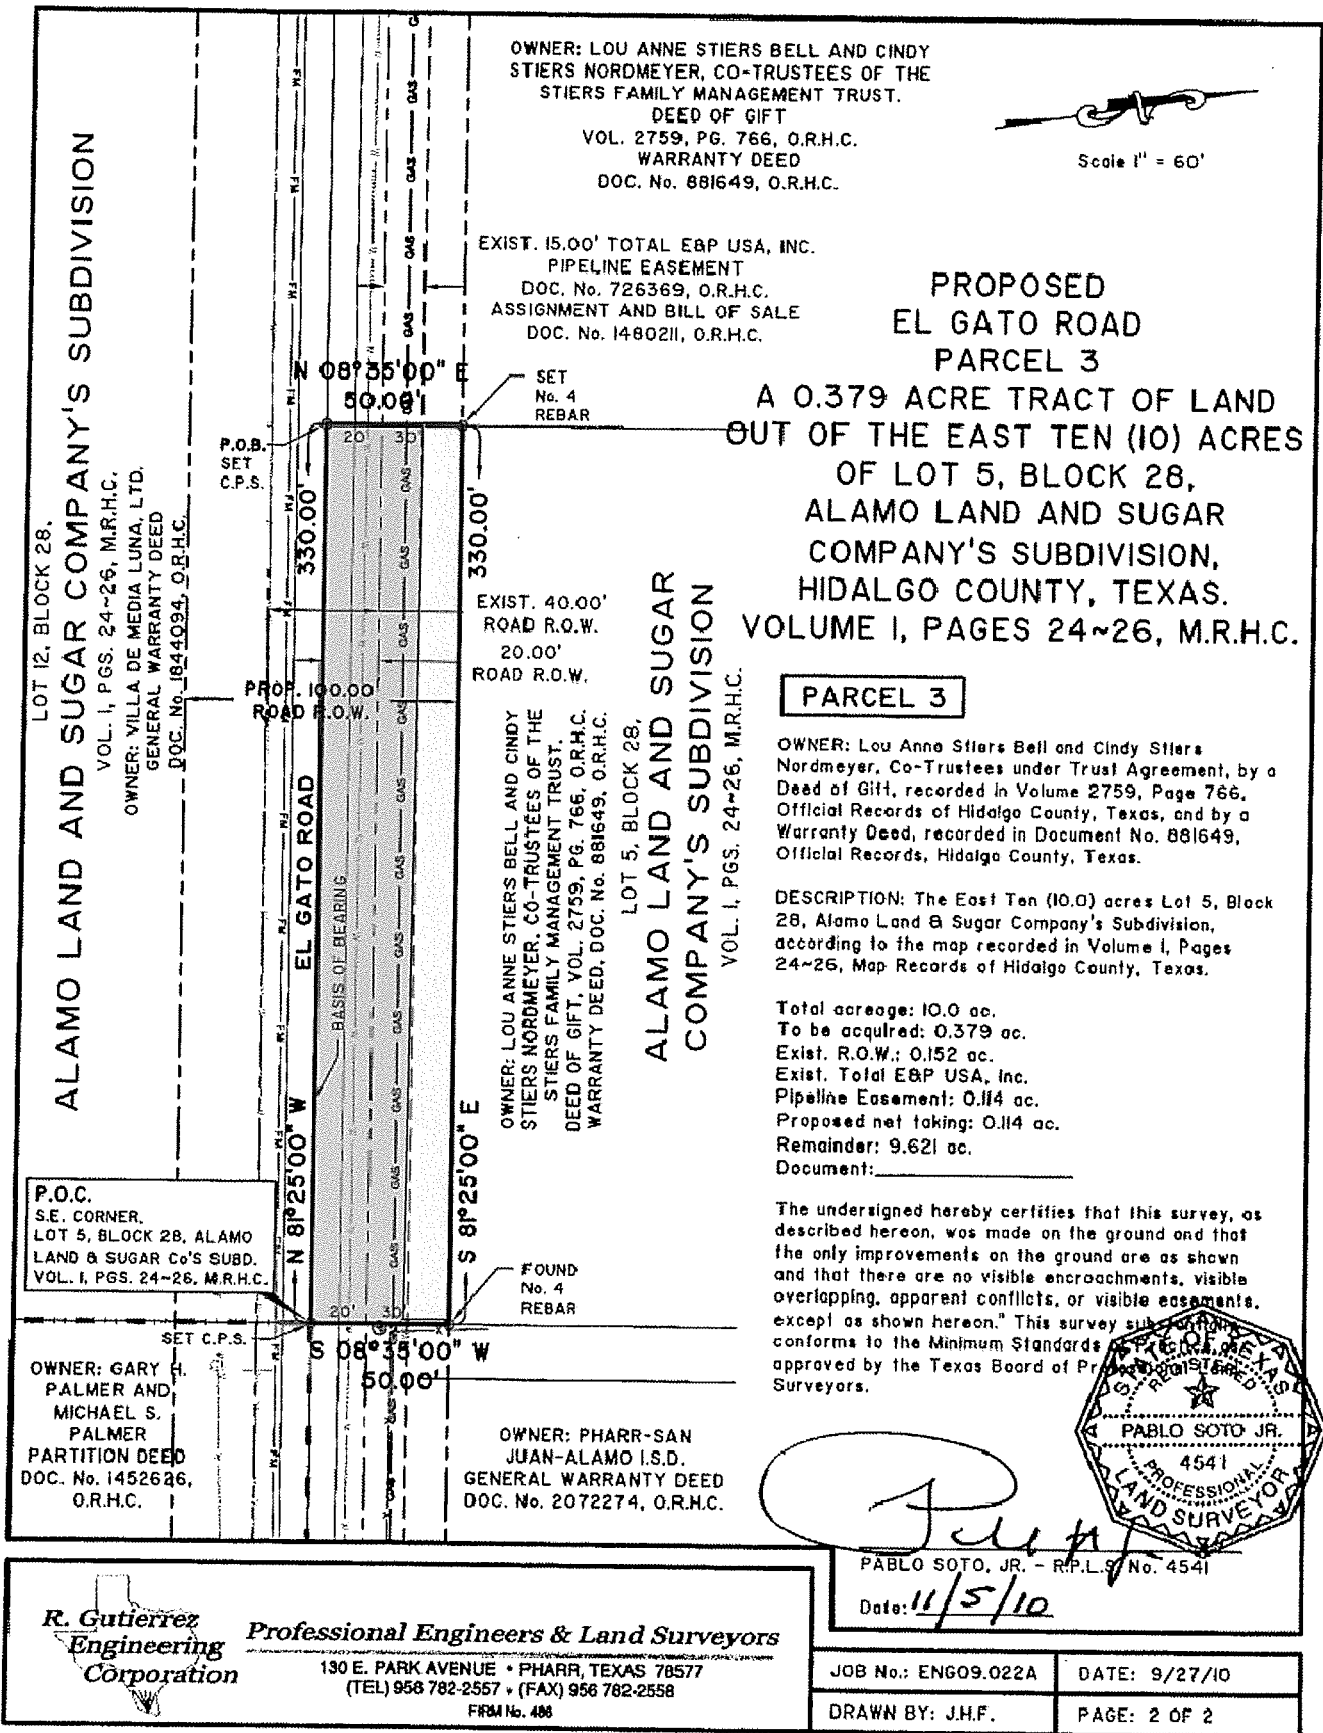 OWNER: LOU ANNE STIERS BELL AND CINDY
STIERS NORDMEYER, CO-TRUSTEES OF THE
STIERS FAMILY MANAGEMENT TRUST.
DEED OF GIFT
VOL. 2759, PG. 766, O.R.H.C.
WARRANTY DEED
DOC. No. 881649, O.R.H.C.
Scale 1" = 60'
EXIST. 15.00' TOTAL E&P USA, INC.
PIPELINE EASEMENT
DOC. No. 726369, O.R.H.C.
ASSIGNMENT AND BILL OF SALE
DOC. No. 1480211, O.R.H.C.
PROPOSED
EL GATO ROAD
PARCEL 3
A 0.379 ACRE TRACT OF LAND
OUT OF THE EAST TEN (10) ACRES
OF LOT 5, BLOCK 28,
ALAMO LAND AND SUGAR
COMPANY'S SUBDIVISION,
HIDALGO COUNTY, TEXAS.
VOLUME 1, PAGES 24~26, M.R.H.C.
LOT 12, BLOCK 28,
ALAMO LAND AND SUGAR COMPANY'S SUBDIVISION
VOL. 1, PGS. 24~26, M.R.H.C.
OWNER: VILLA DE MEDIA LUNA, LTD.
GENERAL WARRANTY DEED
DOC. No. 1844094, O.R.H.C.
N 08°35'00" E
50.00'
SET
No. 4
REBAR
P.O.B.
SET
C.P.S.
20' 30'
330.00'
330.00'
FM
GAS
EXIST. 40.00'
ROAD R.O.W.
20.00'
ROAD R.O.W.
PROP. 100.00'
ROAD R.O.W.
EL GATO ROAD
BASIS OF BEARING
N 81°25'00" W
S 81°25'00" E
OWNER: LOU ANNE STIERS BELL AND CINDY
STIERS NORDMEYER, CO-TRUSTEES OF THE
STIERS FAMILY MANAGEMENT TRUST.
DEED OF GIFT, VOL. 2759, PG. 766, O.R.H.C.
WARRANTY DEED, DOC. No. 881649, O.R.H.C.
LOT 5, BLOCK 28,
ALAMO LAND AND SUGAR
COMPANY'S SUBDIVISION
VOL. 1, PGS. 24~26, M.R.H.C.
PARCEL 3
OWNER: Lou Anne Stiers Bell and Cindy Stiers
Nordmeyer, Co-Trustees under Trust Agreement, by a
Deed of Gift, recorded in Volume 2759, Page 766,
Official Records of Hidalgo County, Texas, and by a
Warranty Deed, recorded in Document No. 881649,
Official Records, Hidalgo County, Texas.
DESCRIPTION: The East Ten (10.0) acres Lot 5, Block
28, Alamo Land & Sugar Company's Subdivision,
according to the map recorded in Volume 1, Pages
24~26, Map Records of Hidalgo County, Texas.
Total acreage: 10.0 ac.
To be acquired: 0.379 ac.
Exist. R.O.W.: 0.152 ac.
Exist. Total E&P USA, Inc.
Pipeline Easement: 0.114 ac.
Proposed net taking: 0.114 ac.
Remainder: 9.621 ac.
Document:
The undersigned hereby certifies that this survey, as
described hereon, was made on the ground and that
the only improvements on the ground are as shown
and that there are no visible encroachments, visible
overlapping, apparent conflicts, or visible easements,
except as shown hereon." This survey
conforms to the Minimum Standards
approved by the Texas Board of
Surveyors.
P.O.C.
S.E. CORNER,
LOT 5, BLOCK 28, ALAMO
LAND & SUGAR Co'S SUBD.
VOL. 1, PGS. 24~26, M.R.H.C.
FOUND
No. 4
REBAR
20' 30'
SET C.P.S.
S 08°35'00" W
50.00'
OWNER: GARY H.
PALMER AND
MICHAEL S.
PALMER
PARTITION DEED
DOC. No. 1452626,
O.R.H.C.
OWNER: PHARR-SAN
JUAN-ALAMO I.S.D.
GENERAL WARRANTY DEED
DOC. No. 2072274, O.R.H.C.
STATE OF TEXAS
REGISTERED
PABLO SOTO JR.
4541
PROFESSIONAL
LAND SURVEYOR
PABLO SOTO, JR. - R.P.L.S. No. 4541
Date: 11/5/10
R. Gutierrez
Engineering
Corporation
Professional Engineers & Land Surveyors
130 E. PARK AVENUE • PHARR, TEXAS 78577
(TEL) 956 782-2557 • (FAX) 956 782-2558
FIRM No. 486
JOB No.: ENG09.022A
DATE: 9/27/10
DRAWN BY: J.H.F.
PAGE: 2 OF 2